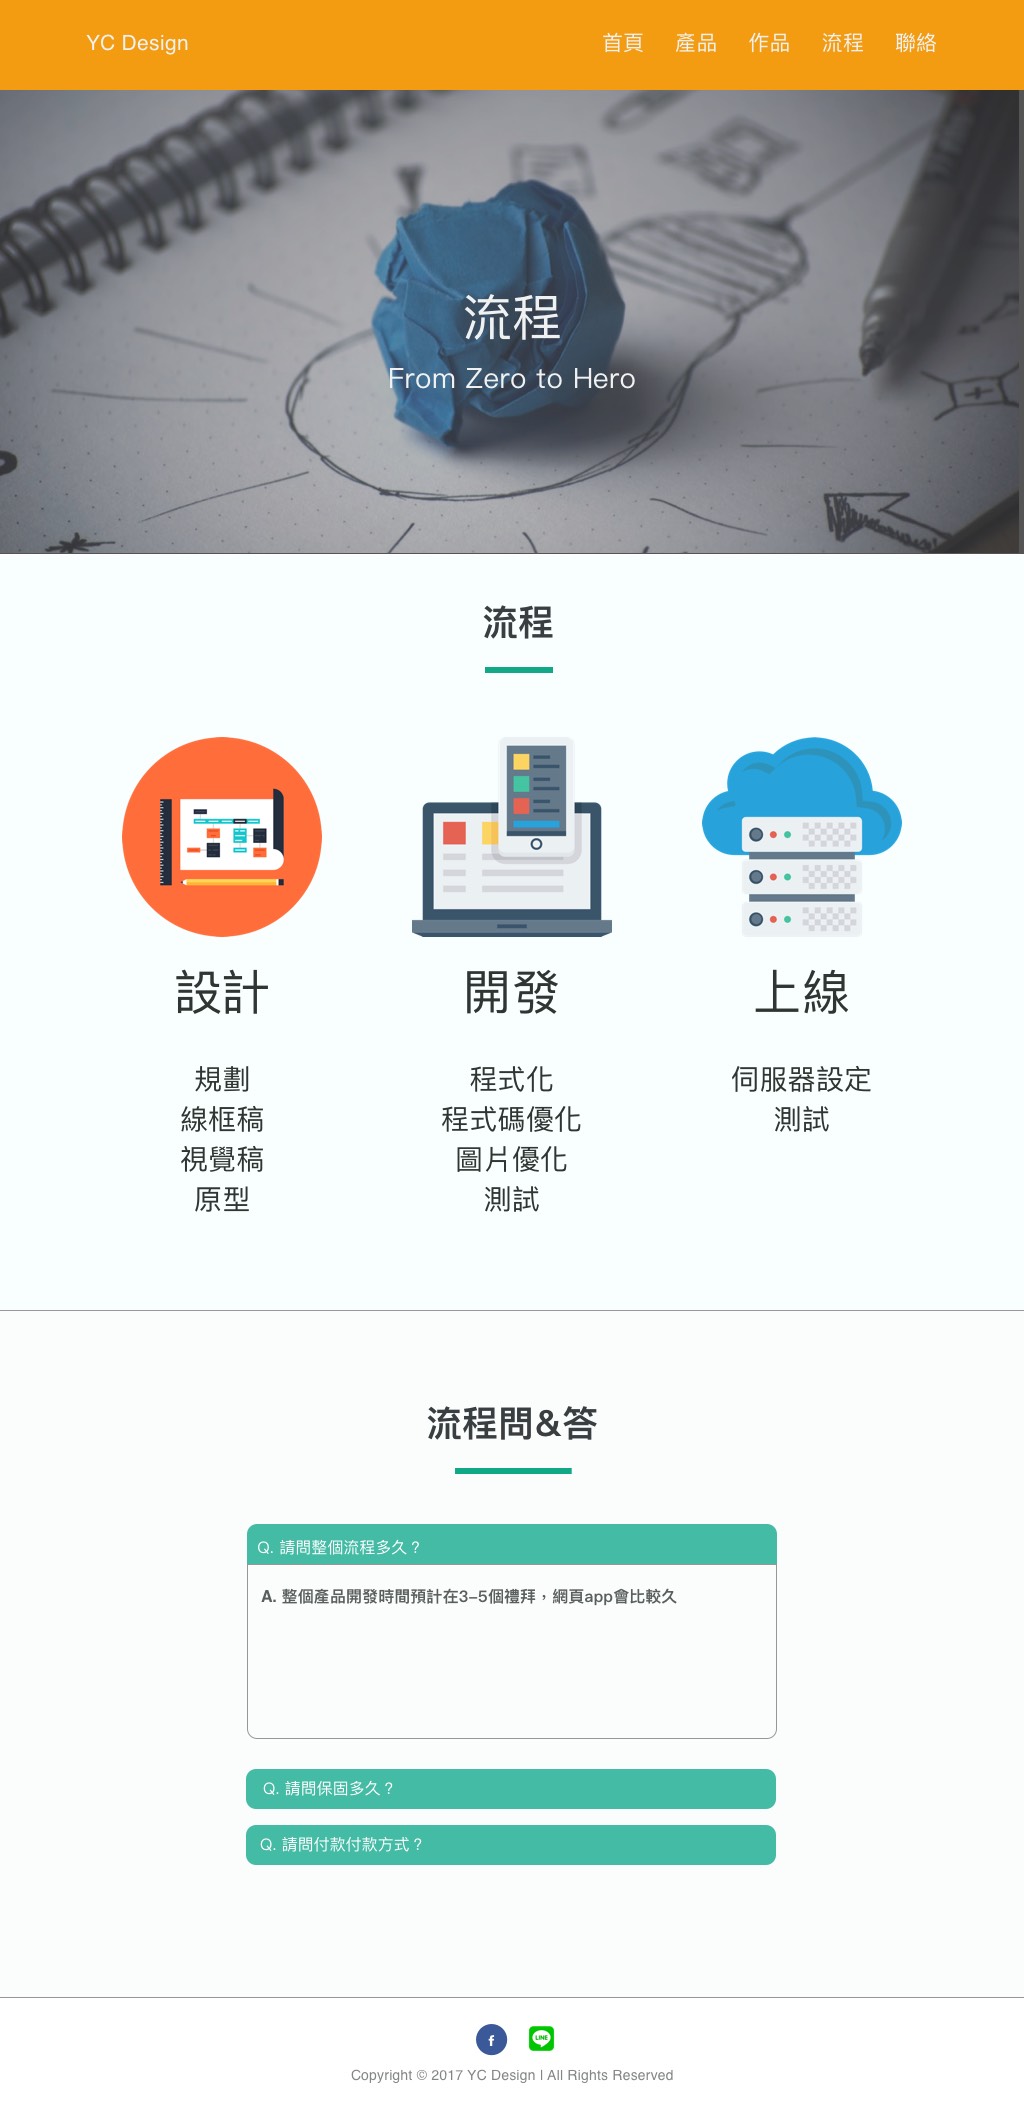 YC Design
首頁 產品 作品 流程 聯絡
流程
From Zero to Hero
流程
設計
規劃
線框稿
視覺稿
原型
開發
程式化
程式碼優化
圖片優化
測試
上線
伺服器設定
測試
流程問&答
Q. 請問整個流程多久？
A. 整個產品開發時間預計在3-5個禮拜，網頁app會比較久
Q. 請問保固多久？
Q. 請問付款付款方式？
f
LINE
Copyright © 2017 YC Design | All Rights Reserved